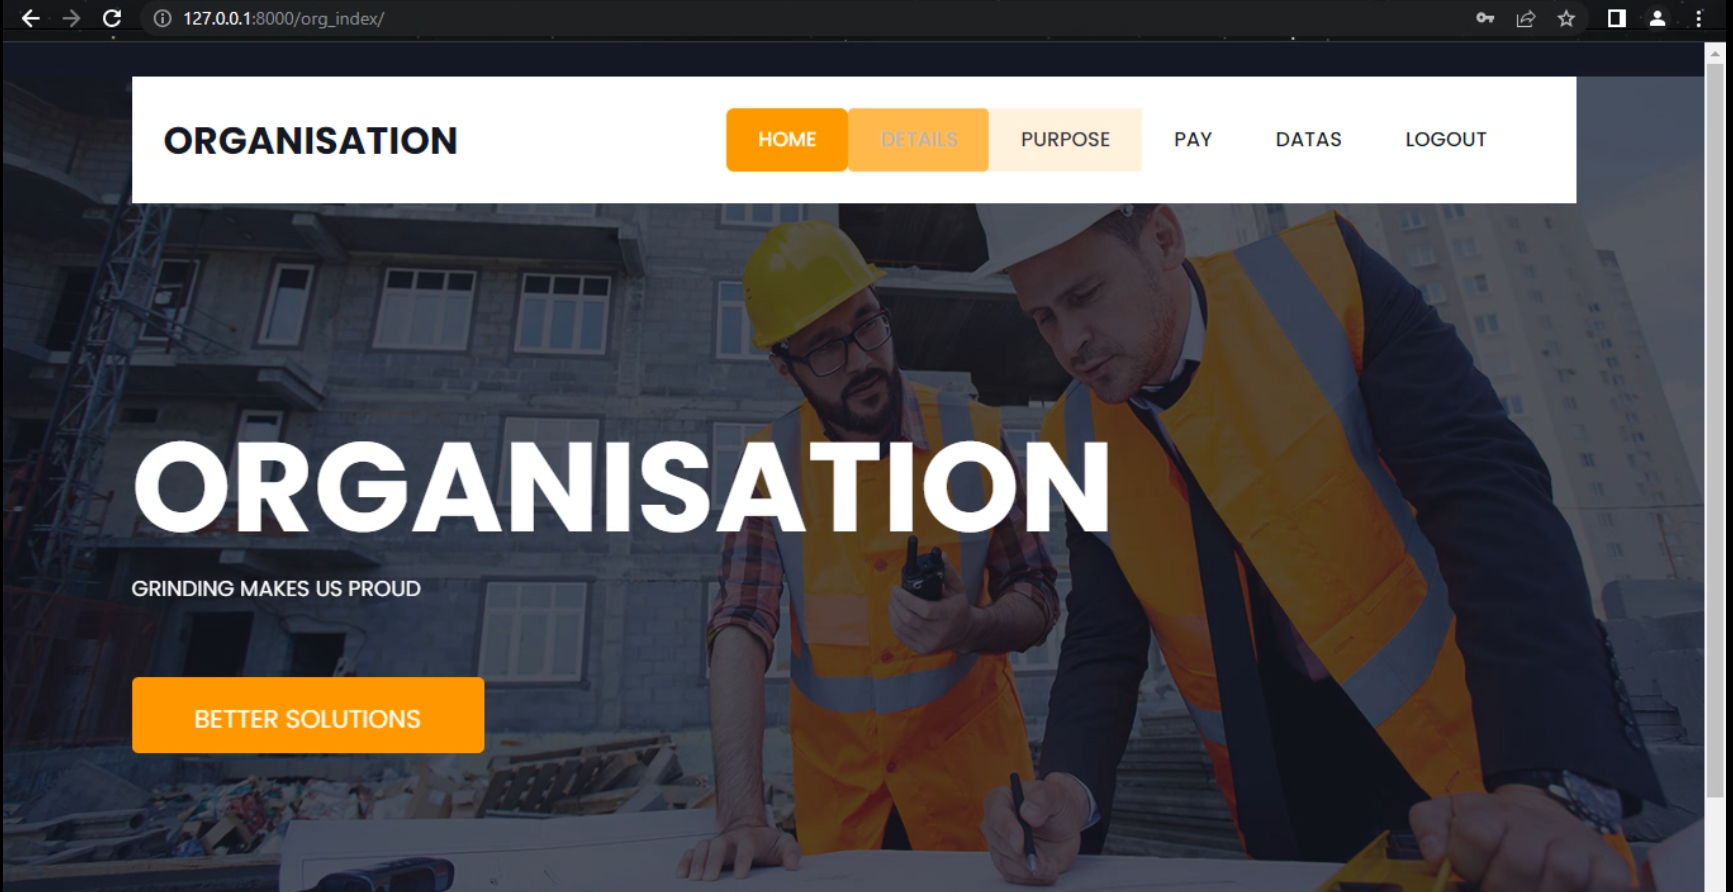 127.0.0.1:8000/org_index/
ORGANISATION
HOME DETAILS PURPOSE PAY DATAS LOGOUT
ORGANISATION
GRINDING MAKES US PROUD
BETTER SOLUTIONS